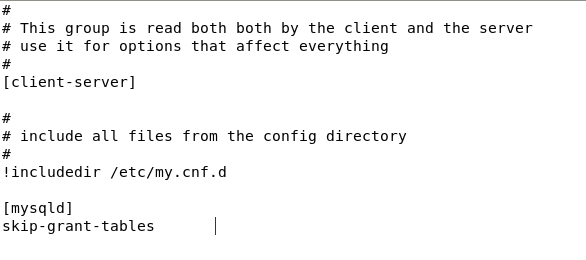 #
# This group is read both both by the client and the server
# use it for options that affect everything
#
[client-server]
#
# include all files from the config directory
#
!includedir /etc/my.cnf.d
[mysqld]
skip-grant-tables